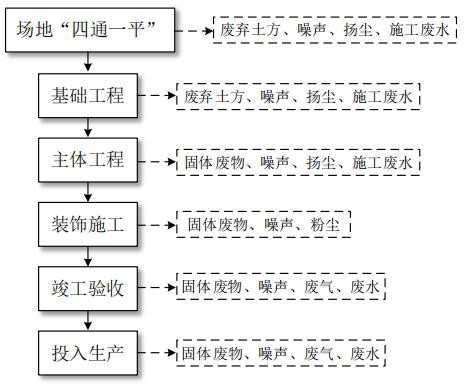 场地“四通一平” 废弃土方、噪声、扬尘、施工废水
基础工程 废弃土方、噪声、扬尘、施工废水
主体工程 固体废物、噪声、扬尘、施工废水
装饰施工 固体废物、噪声、粉尘
竣工验收 固体废物、噪声、废气、废水
投入生产 固体废物、噪声、废气、废水